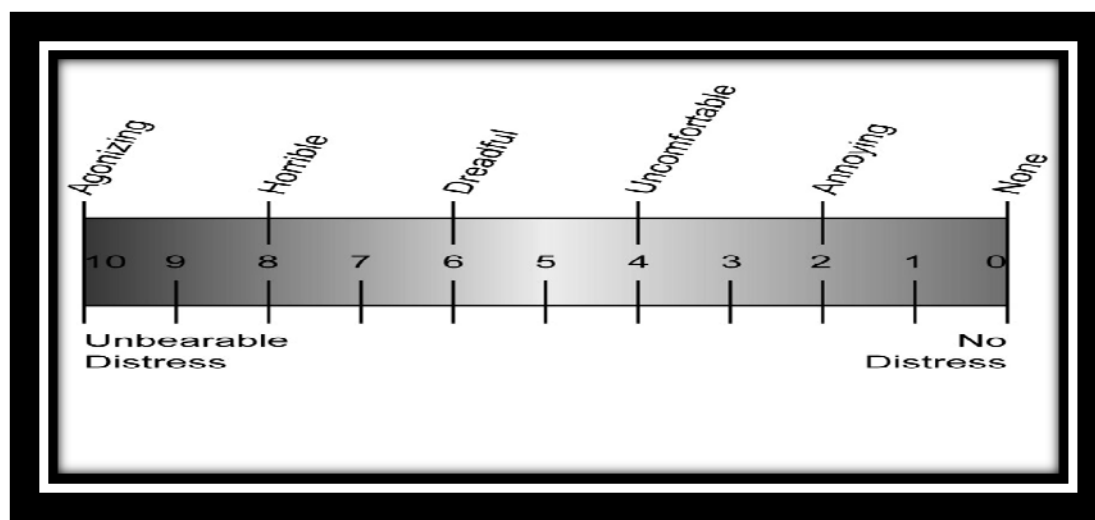 Agonizing Horrible Dreadful Uncomfortable Annoying None
10 9 8 7 6 5 4 3 2 1 0
Unbearable No
Distress Distress